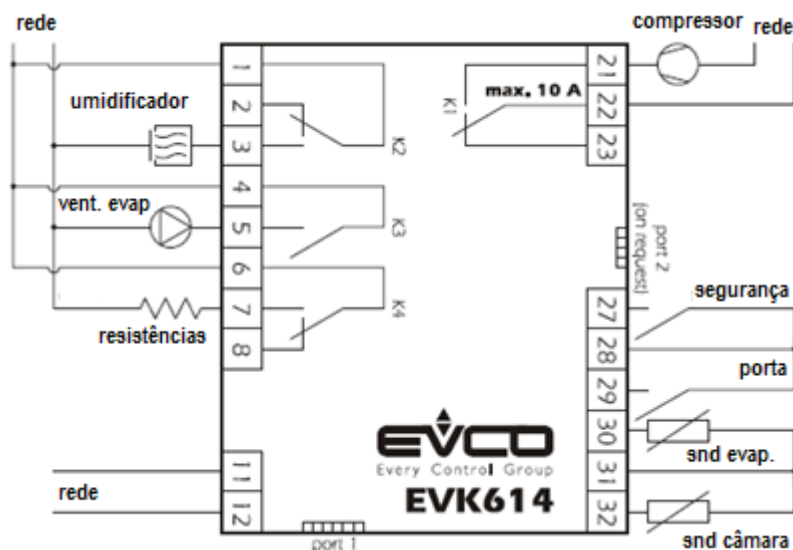 rede
umidificador
vent. evap
resistências
rede
1
2
3
4
5
6
7
8
11
12
K2
K3
K4
port 1
EVCO
Every Control Group
EVK614
K1
max. 10 A
compressor
rede
21
22
23
port 2
(on request)
27
28
29
30
31
32
segurança
porta
snd evap.
snd câmara